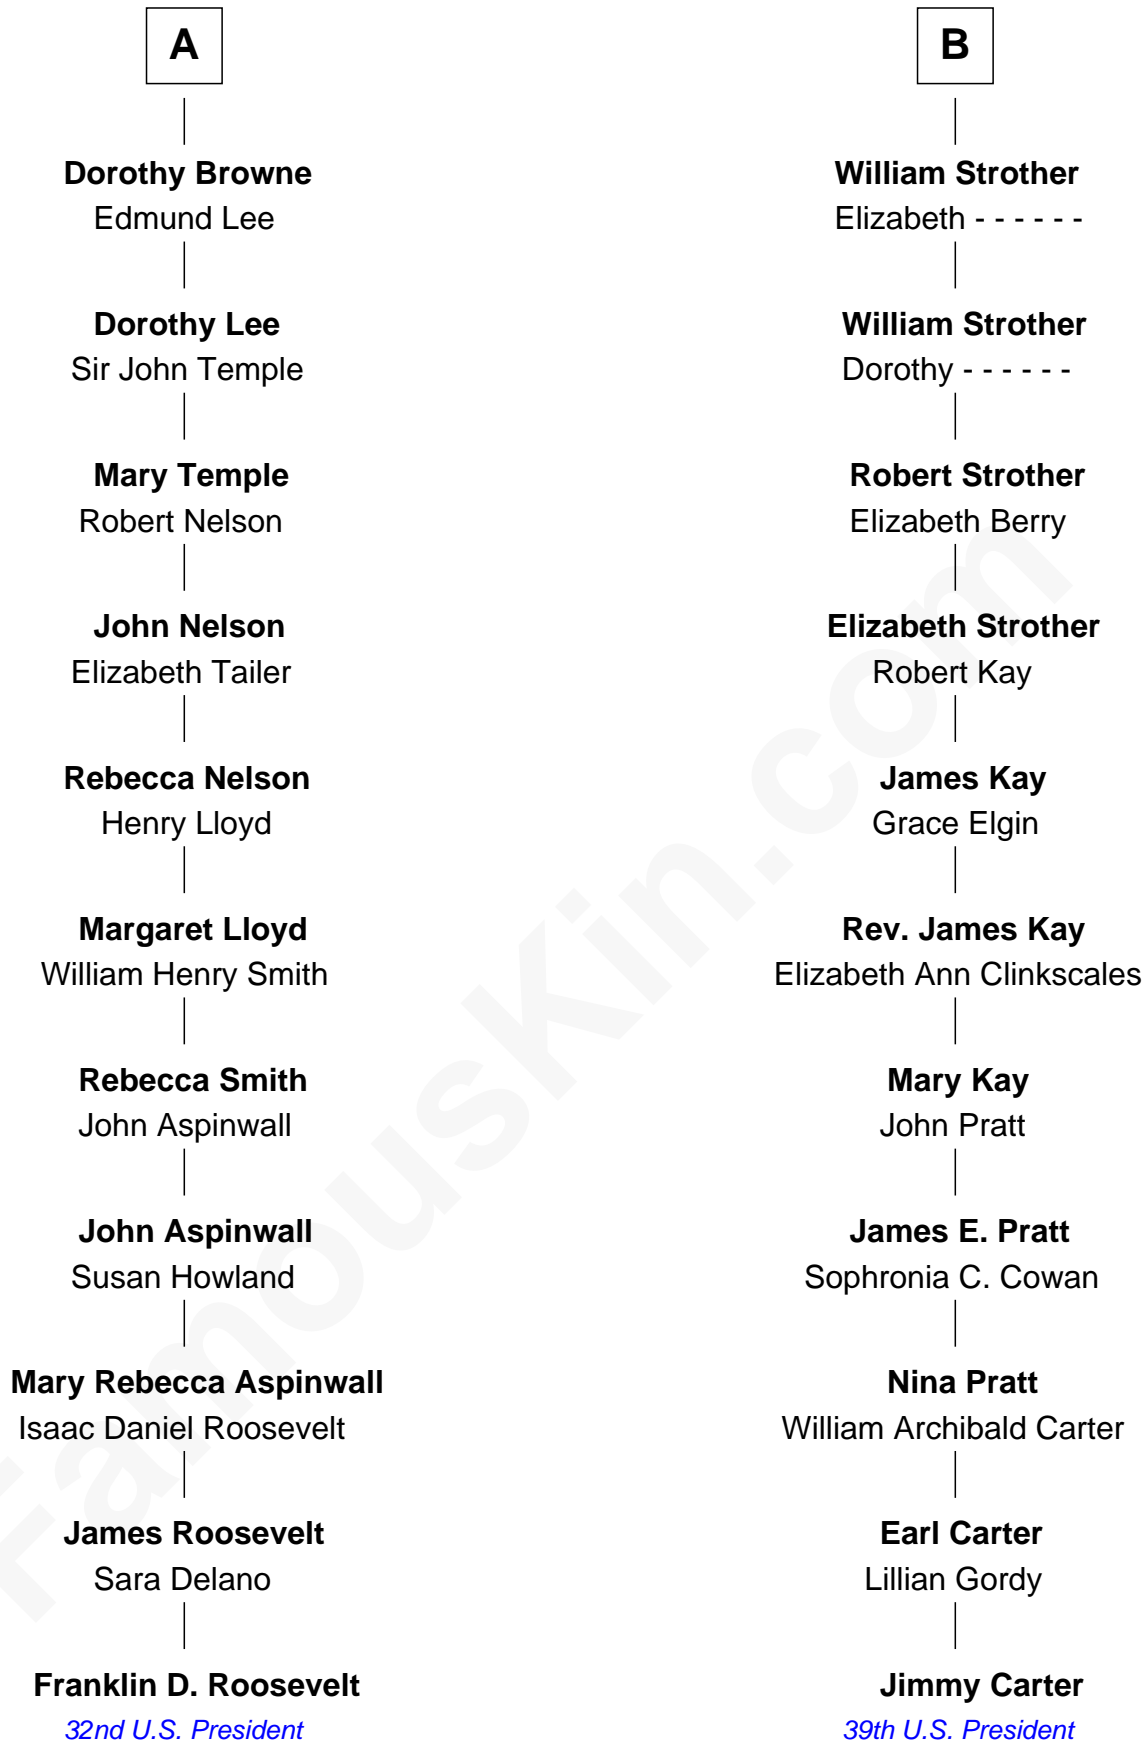 A
Dorothy Browne
Edmund Lee
Dorothy Lee
Sir John Temple
Mary Temple
Robert Nelson
John Nelson
Elizabeth Tailer
Rebecca Nelson
Henry Lloyd
Margaret Lloyd
William Henry Smith
Rebecca Smith
John Aspinwall
John Aspinwall
Susan Howland
Mary Rebecca Aspinwall
Isaac Daniel Roosevelt
James Roosevelt
Sara Delano
Franklin D. Roosevelt
32nd U.S. President
B
William Strother
Elizabeth - - - - - -
William Strother
Dorothy - - - - - -
Robert Strother
Elizabeth Berry
Elizabeth Strother
Robert Kay
James Kay
Grace Elgin
Rev. James Kay
Elizabeth Ann Clinkscales
Mary Kay
John Pratt
James E. Pratt
Sophronia C. Cowan
Nina Pratt
William Archibald Carter
Earl Carter
Lillian Gordy
Jimmy Carter
39th U.S. President
FamousKin.com